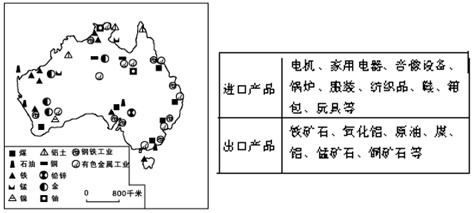 煤 铝土 钢铁工业
石油 铜 有色金属工业
铁 铅锌
锰 金
镍 铀 0 800千米
进口产品
电机、家用电器、音像设备、
锅炉、服装、纺织品、鞋、箱
包、玩具等
出口产品
铁矿石、氧化铝、原油、煤、
铝、锰矿石、铜矿石等